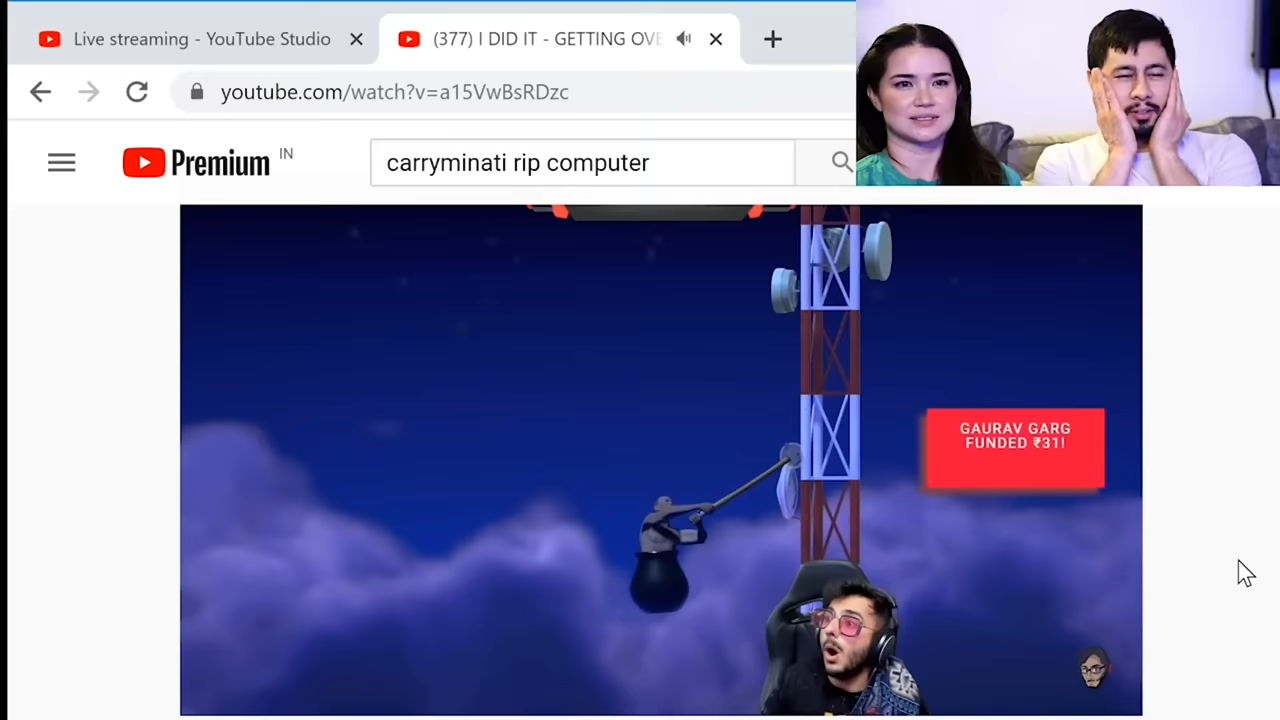 Live streaming - YouTube Studio
(377) I DID IT - GETTING OVE
youtube.com/watch?v=a15VwBsRDzc
Premium IN
carryminati rip computer
GAURAV GARG
FUNDED ₹31!